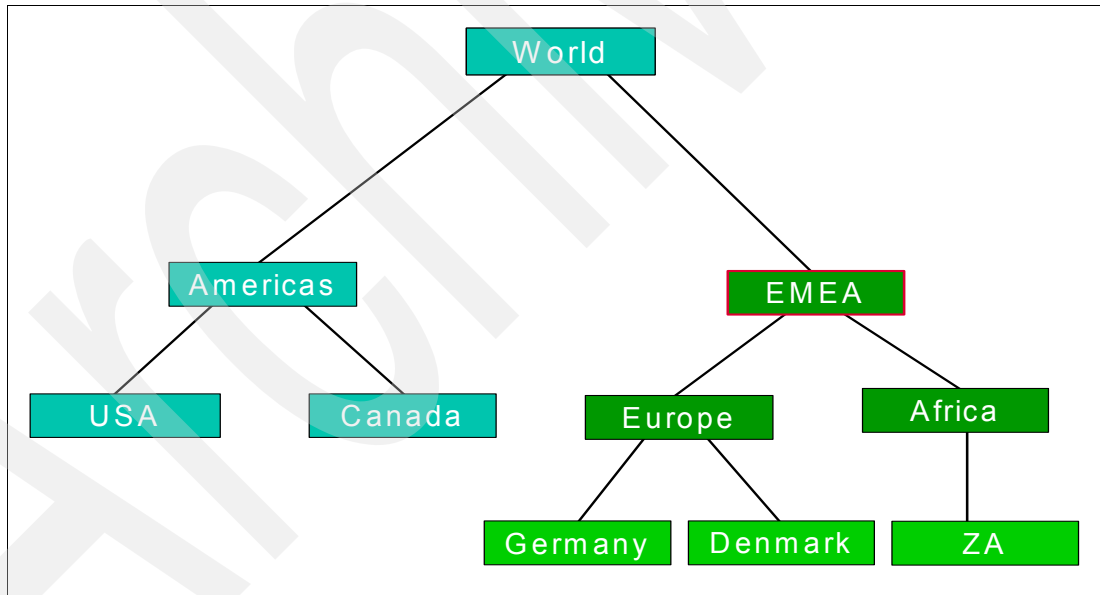 World
Americas
EMEA
USA
Canada
Europe
Africa
Germany
Denmark
ZA